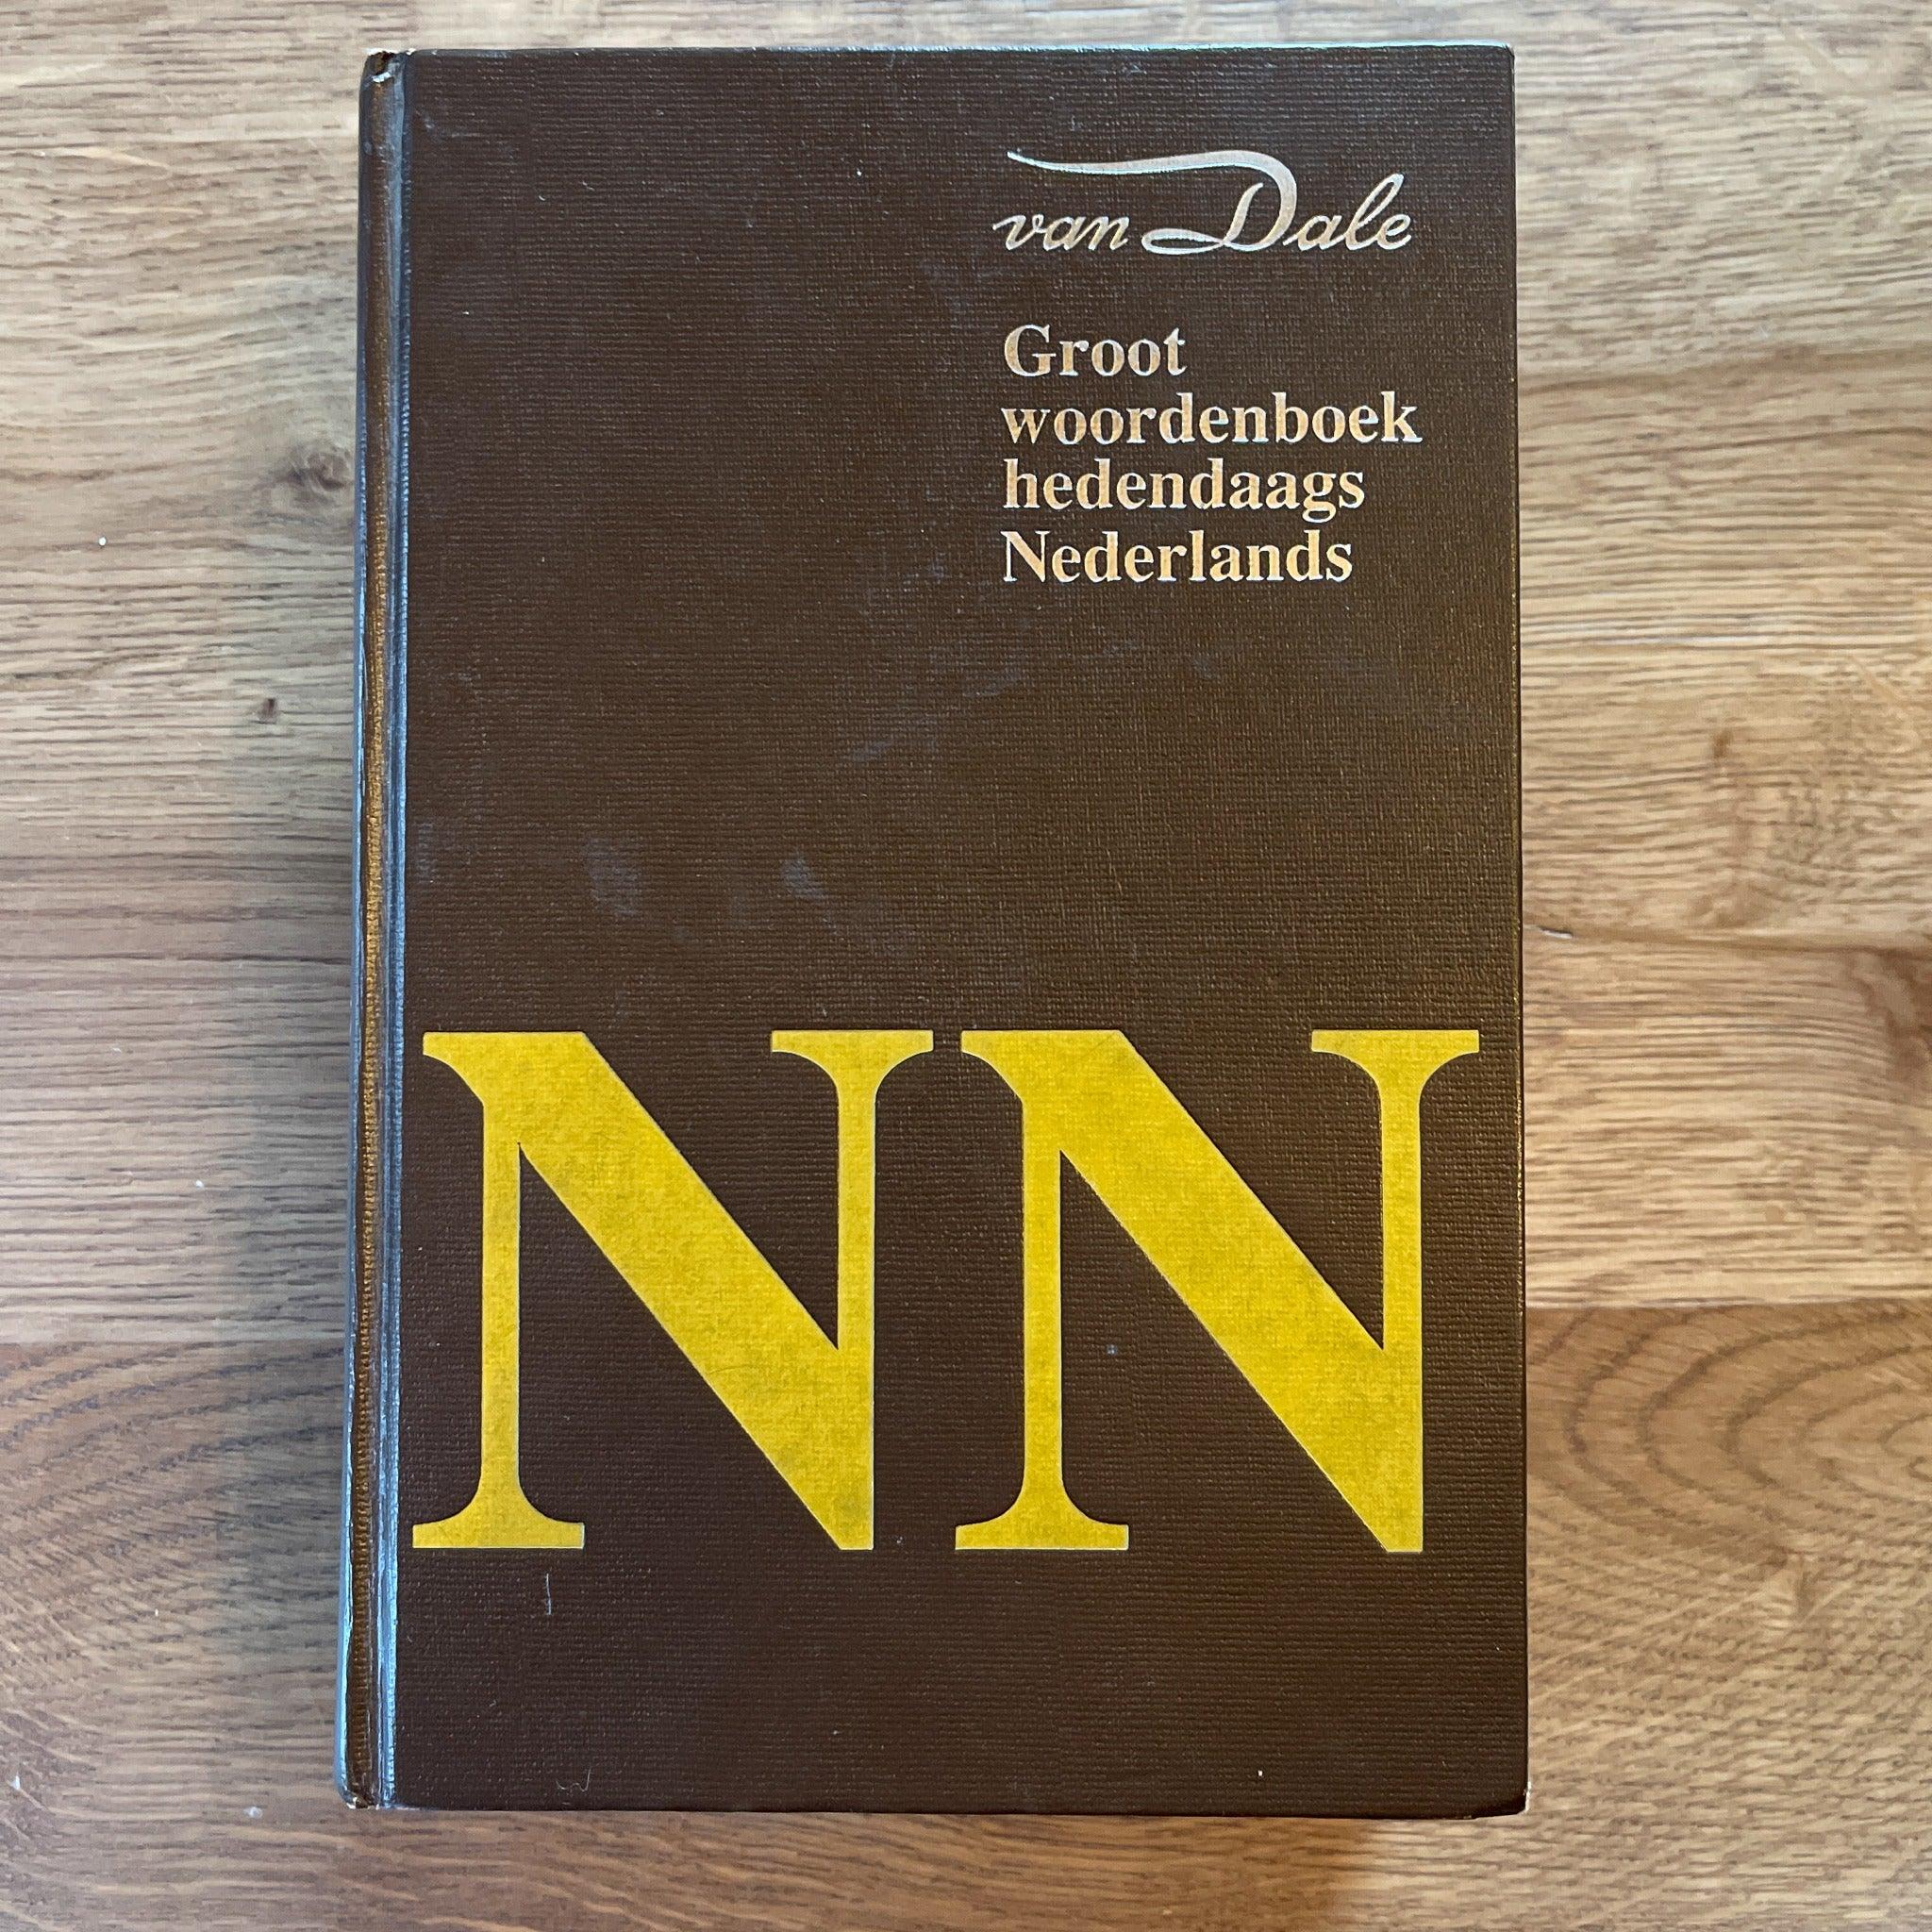 van Dale
Groot
woordenboek
hedendaags
Nederlands
NN